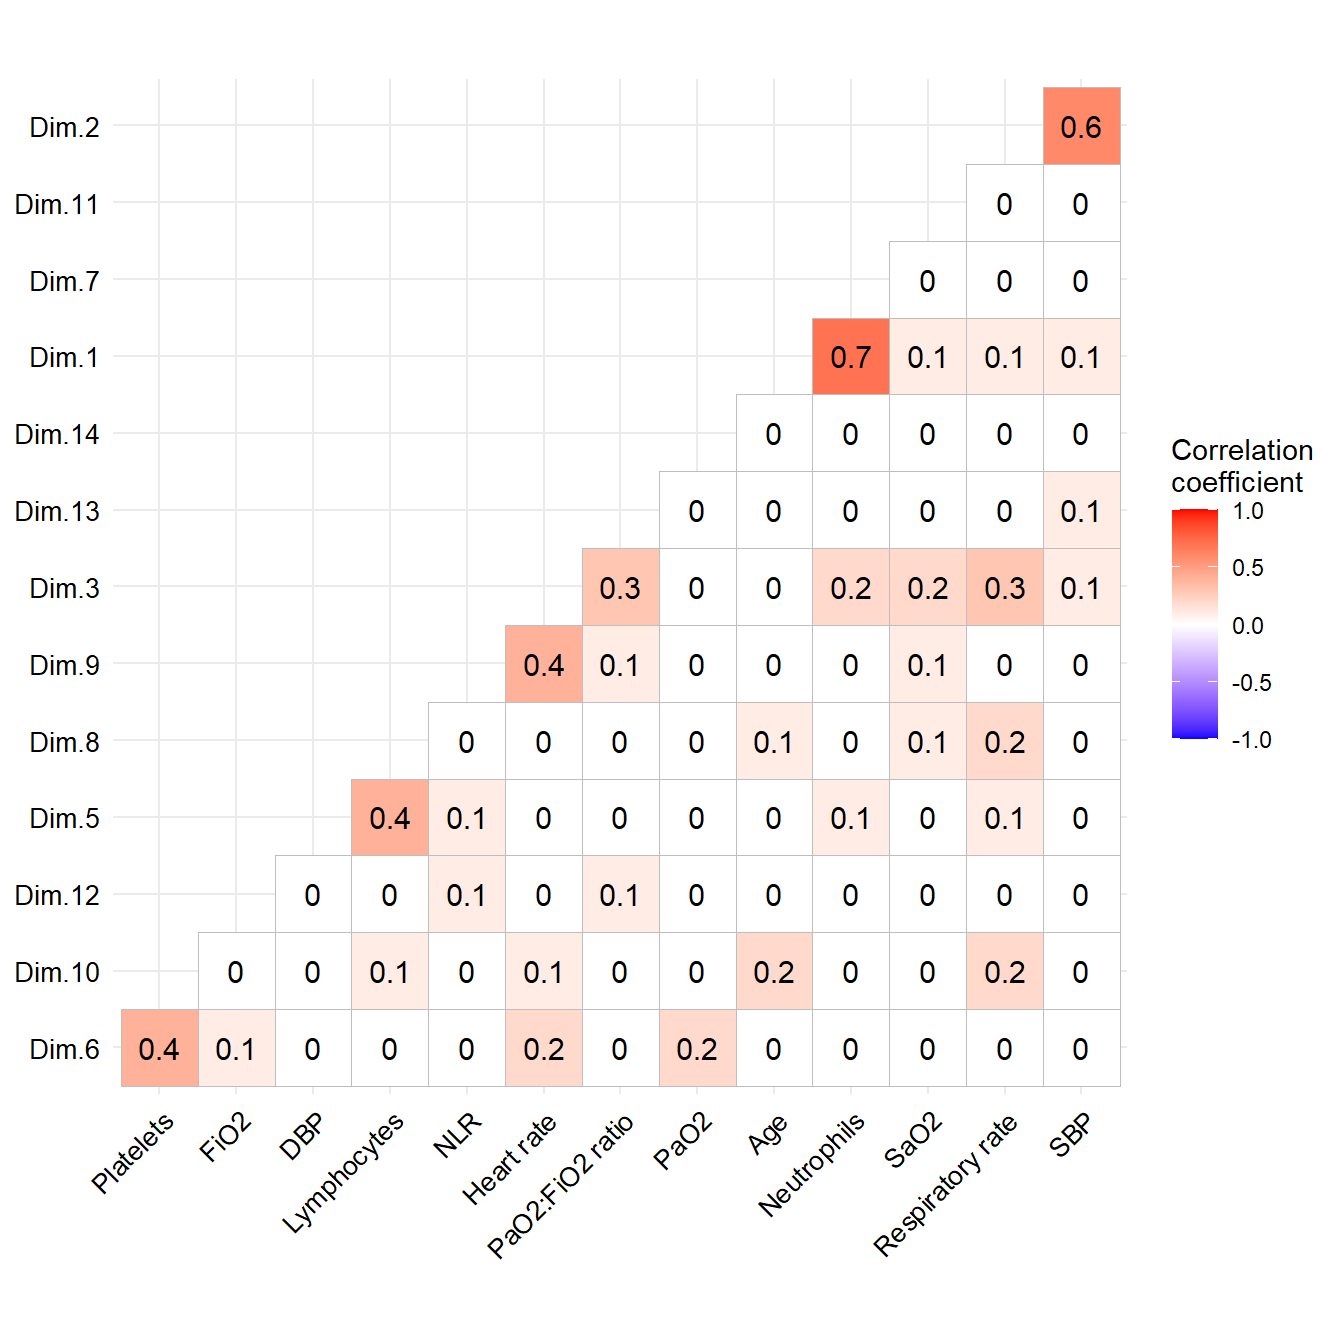 Dim.2 0.6
Dim.11 0 0
Dim.7 0 0 0
Dim.1 0.7 0.1 0.1 0.1
Dim.14 0 0 0 0 0
Dim.13 0 0 0 0 0 0.1
Dim.3 0.3 0 0 0.2 0.2 0.3 0.1
Dim.9 0.4 0.1 0 0 0 0.1 0 0
Dim.8 0 0 0 0 0.1 0 0.1 0.2 0
Dim.5 0.4 0.1 0 0 0 0 0.1 0 0.1 0
Dim.12 0 0 0.1 0 0.1 0 0 0 0 0 0
Dim.10 0 0 0.1 0 0.1 0 0 0.2 0 0 0.2 0
Dim.6 0.4 0.1 0 0 0 0.2 0 0.2 0 0 0 0 0
Platelets
FiO2
DBP
Lymphocytes
NLR
Heart rate
PaO2:FiO2 ratio
PaO2
Age
Neutrophils
SaO2
Respiratory rate
SBP
Correlation
coefficient
1.0
0.5
0.0
-0.5
-1.0